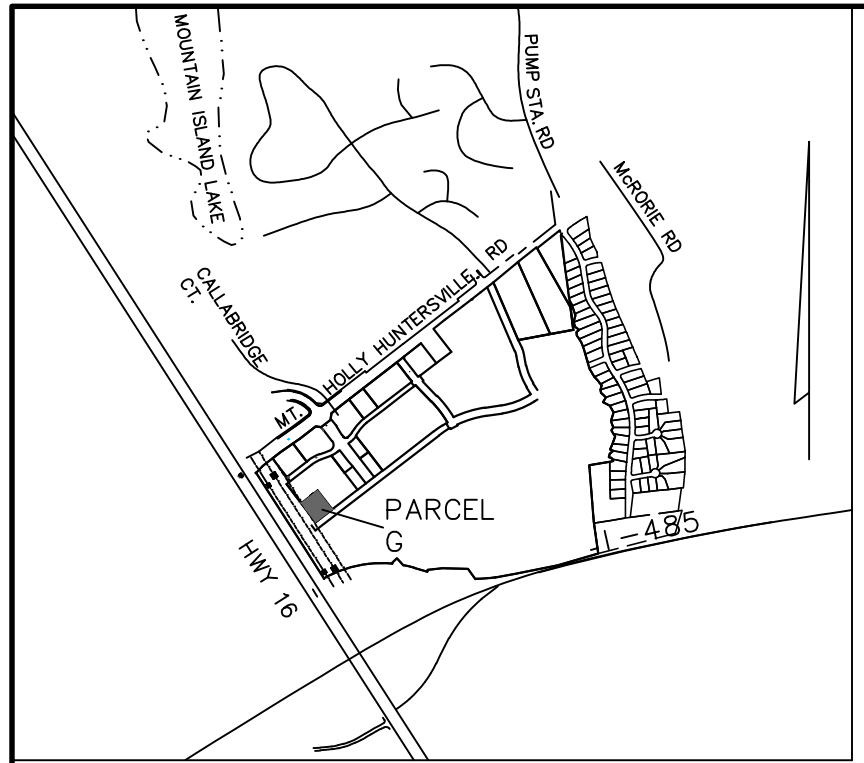 MOUNTAIN ISLAND LAKE
PUMP STA. RD
McRORIE RD
CALLABRIDGE
CT.
MT. HOLLY HUNTERSVILLE RD
PARCEL
G
I-485
HWY 16